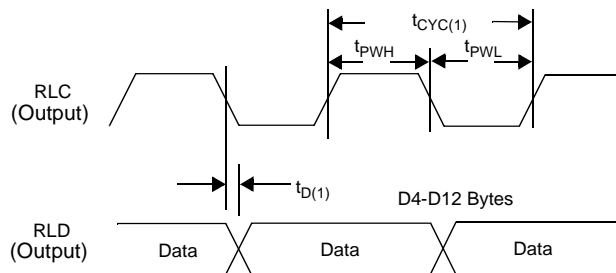 tCYC(1)
tPWH
tPWL
RLC
(Output)
tD(1)
D4-D12 Bytes
RLD
(Output)
Data
Data
Data